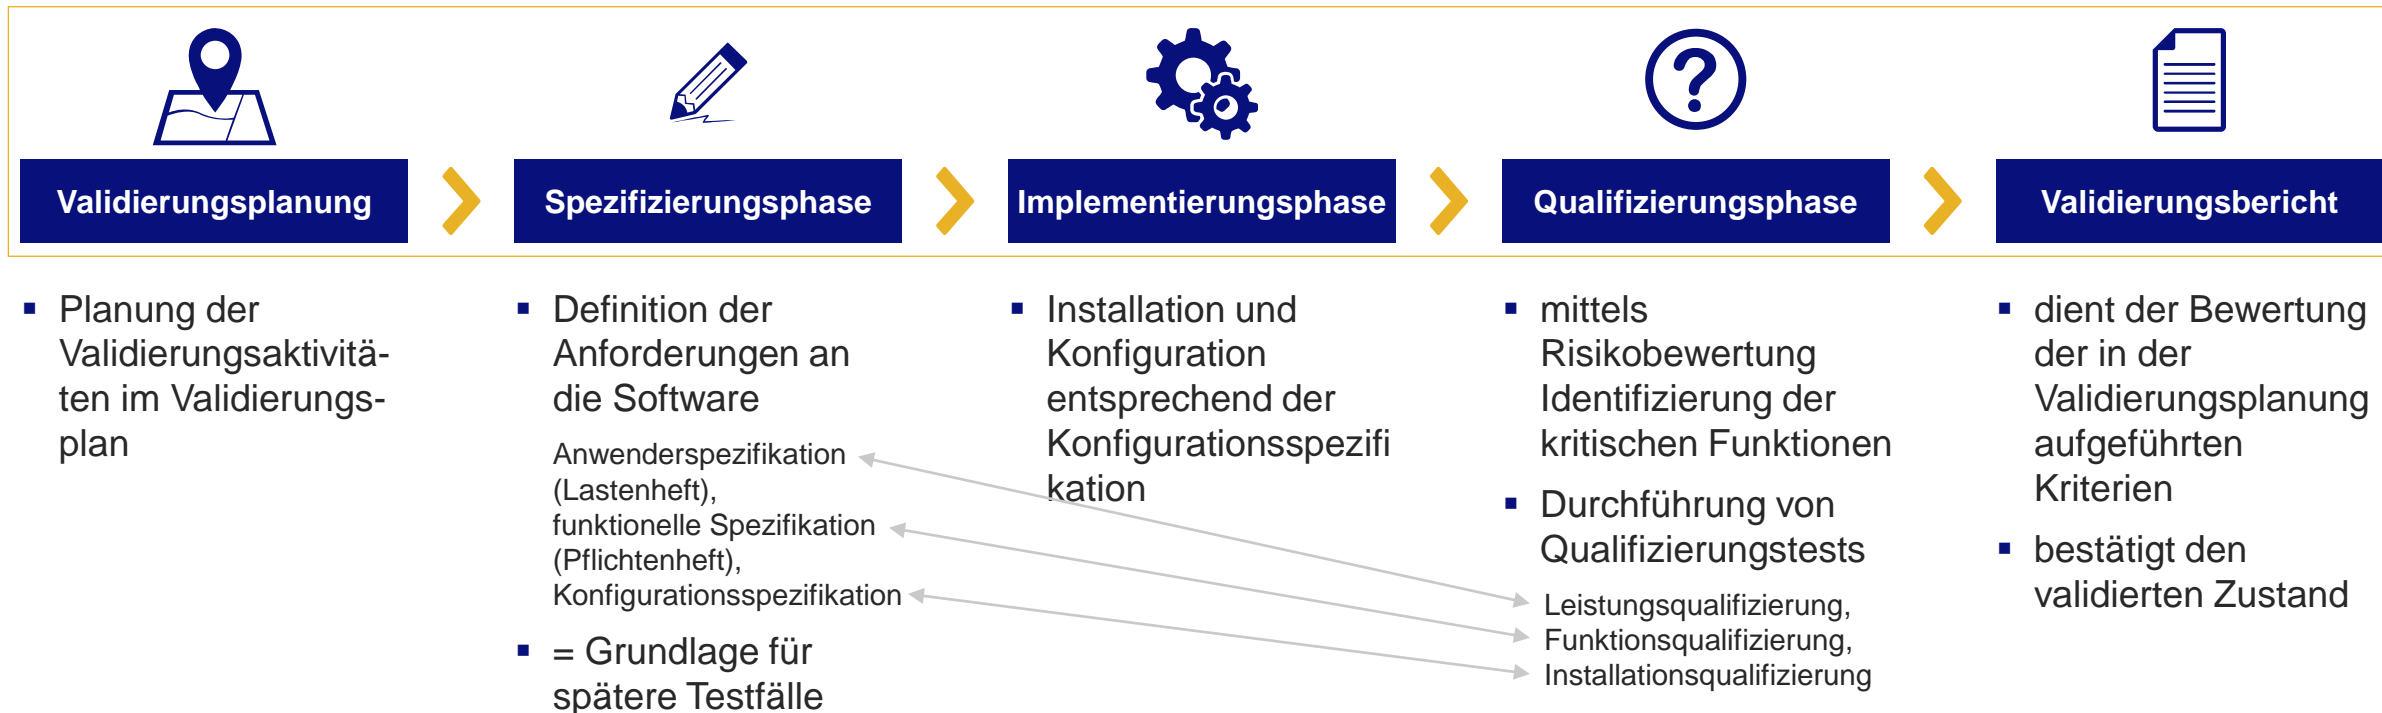 Validierungsplanung
Spezifizierungsphase
Implementierungsphase
Qualifizierungsphase
Validierungsbericht
▪ Planung der
Validierungsaktivitä-
ten im Validierungs-
plan
▪ Definition der
Anforderungen an
die Software
Anwenderspezifikation
(Lastenheft),
funktionelle Spezifikation
(Pflichtenheft),
Konfigurationsspezifikation
▪ = Grundlage für
spätere Testfälle
▪ Installation und
Konfiguration
entsprechend der
Konfigurationsspezifi
kation
▪ mittels
Risikobewertung
Identifizierung der
kritischen Funktionen
▪ Durchführung von
Qualifizierungstests
Leistungsqualifizierung,
Funktionsqualifizierung,
Installationsqualifizierung
▪ dient der Bewertung
der in der
Validierungsplanung
aufgeführten
Kriterien
▪ bestätigt den
validierten Zustand